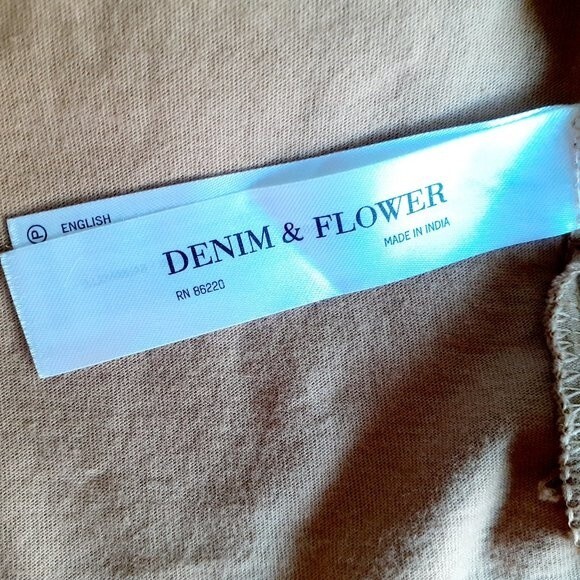 Ⓟ ENGLISH
DENIM & FLOWER
RN 86220
MADE IN INDIA